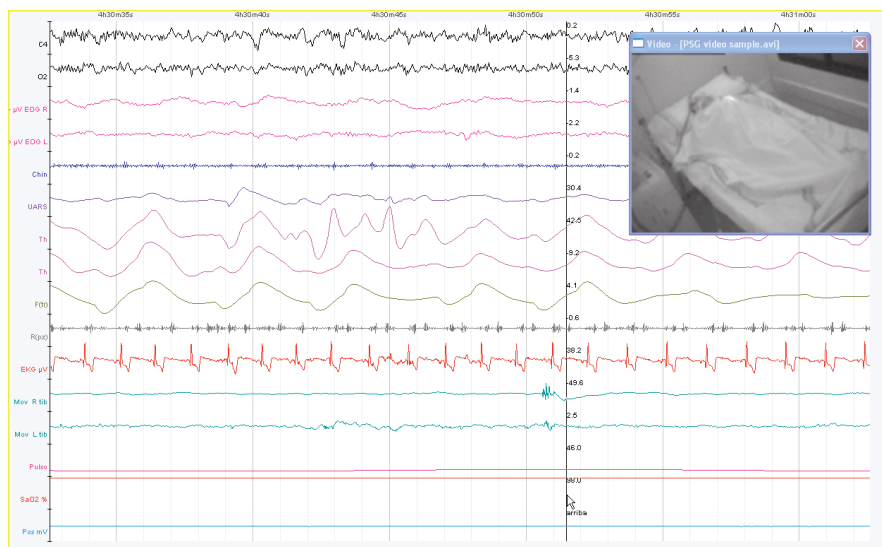 4h30m35s 4h30m40s 4h30m45s 4h30m50s 4h30m55s 4h31m00s
Video - [PSG video sample.avi]
C4
0.2
O2
-5.3
µV EOG R
-1.4
µV EOG L
-2.2
Chin
-0.2
UARS
30.4
Th
42.5
Th
-9.2
F(tr)
4.1
R(pz)
-0.6
EKG µV
38.2
Mov R tib
-49.6
Mov L tib
2.5
Pulso
46.0
SaO2 %
98.0
arriba
Pos mV